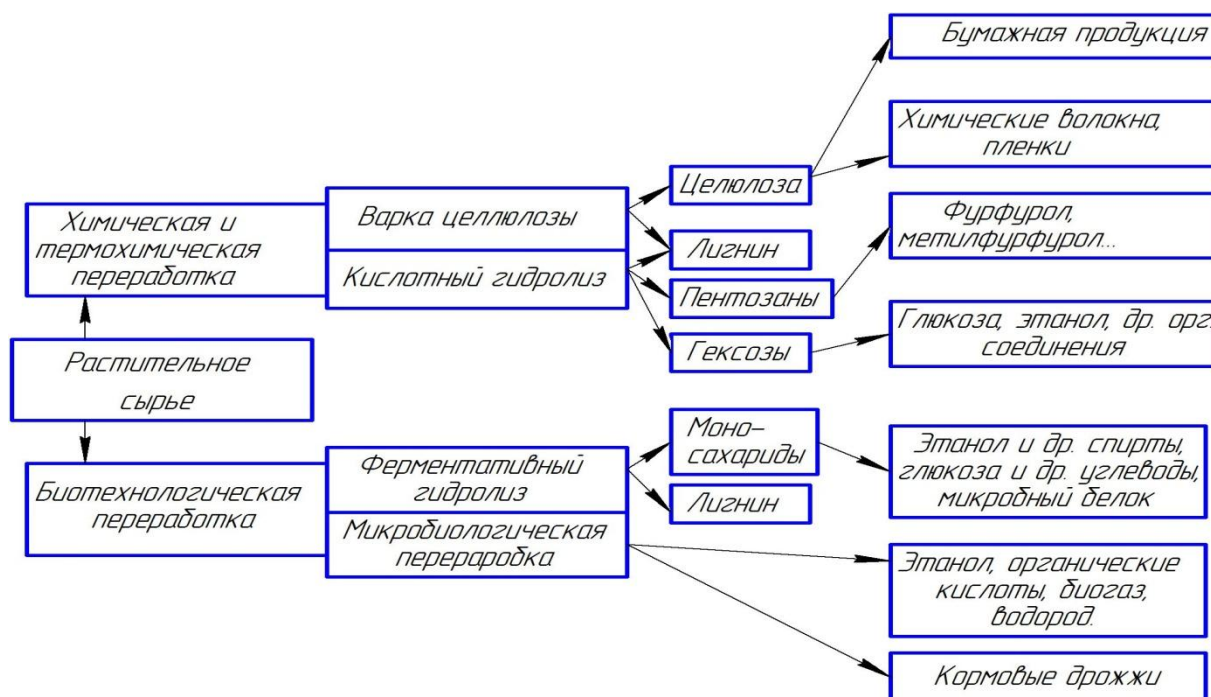 Бумажная продукция
Химические волокна,
пленки
Целюлоза
Химическая и
термохимическая
переработка
Варка целлюлозы
Фурфурол,
метилфурфурол...
Лигнин
Кислотный гидролиз
Пентозаны
Глюкоза, этанол, др. орг.
соединения
Гексозы
Растительное
сырье
Моно-
сахариды
Этанол и др. спирты,
глюкоза и др. углеводы,
микробный белок
Ферментативный
гидролиз
Биотехнологическая
переработка
Лигнин
Микробиологическая
перераробка
Этанол, органические
кислоты, биогаз,
водород.
Кормовые дрожжи